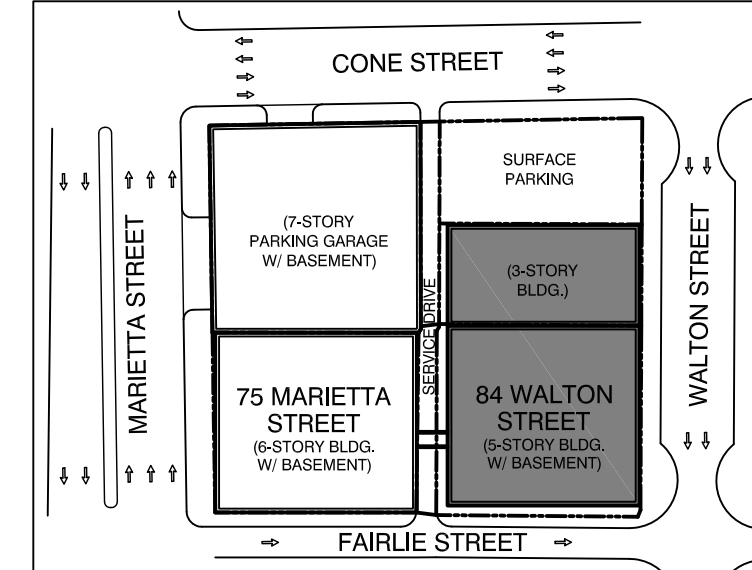 CONE STREET
SURFACE
PARKING
(7-STORY
PARKING GARAGE
W/ BASEMENT)
(3-STORY
BLDG.)
MARIETTA STREET
SERVICE DRIVE
WALTON STREET
75 MARIETTA
STREET
(6-STORY BLDG.
W/ BASEMENT)
84 WALTON
STREET
(5-STORY BLDG.
W/ BASEMENT)
FAIRLIE STREET